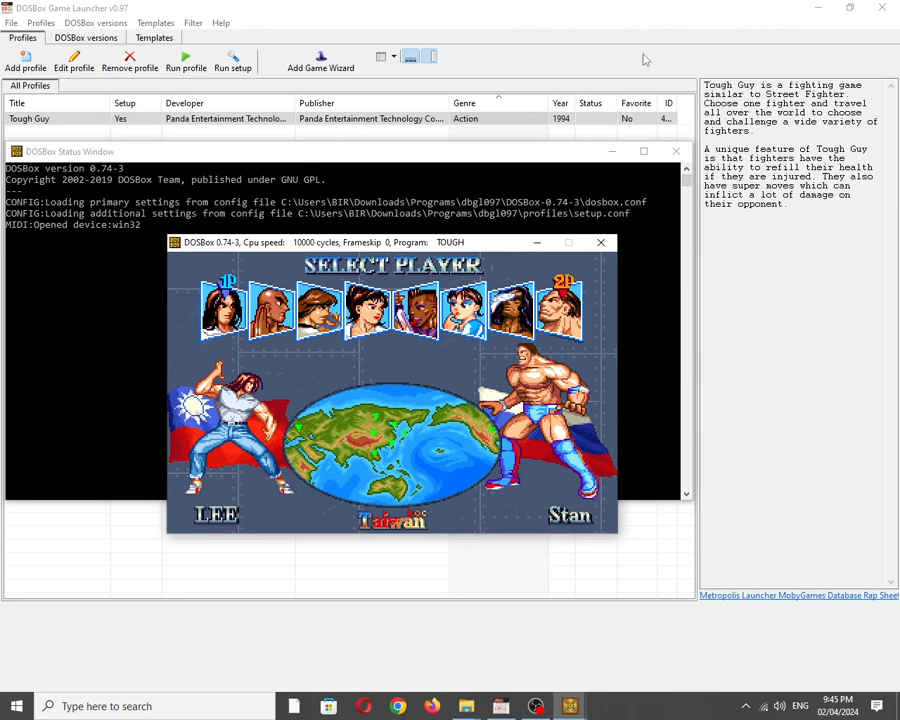 DOSBox Game Launcher v0.97
File Profiles DOSBox versions Templates Filter Help
Profiles DOSBox versions Templates
Add profile Edit profile Remove profile Run profile Run setup Add Game Wizard
All Profiles
Title Setup Developer Publisher Genre Year Status Favorite ID
Tough Guy Yes Panda Entertainment Technolo... Panda Entertainment Technology Co.... Action 1994 No 4...
DOSBox Status Window
DOSBox version 0.74-3
Copyright 2002-2019 DOSBox Team, published under GNU GPL.
---
CONFIG:Loading primary settings from config file C:\Users\BIR\Downloads\Programs\dbgl097\DOSBox-0.74-3\dosbox.conf
CONFIG:Loading additional settings from config file C:\Users\BIR\Downloads\Programs\dbgl097\profiles\setup.conf
MIDI:Opened device:win32
DOSBox 0.74-3, Cpu speed: 10000 cycles, Frameskip 0, Program: TOUGH
SELECT PLAYER
1P 2P
LEE Taiwan Stan
Tough Guy is a fighting game
similar to Street Fighter.
Choose one fighter and travel
all over the world to choose
and challenge a wide variety of
fighters.
A unique feature of Tough Guy
is that fighters have the
ability to refill their health
if they are injured. They also
have super moves which can
inflict a lot of damage on
their opponent.
Metropolis Launcher MobyGames Database Rap Sheet
Type here to search
ENG
9:45 PM
02/04/2024